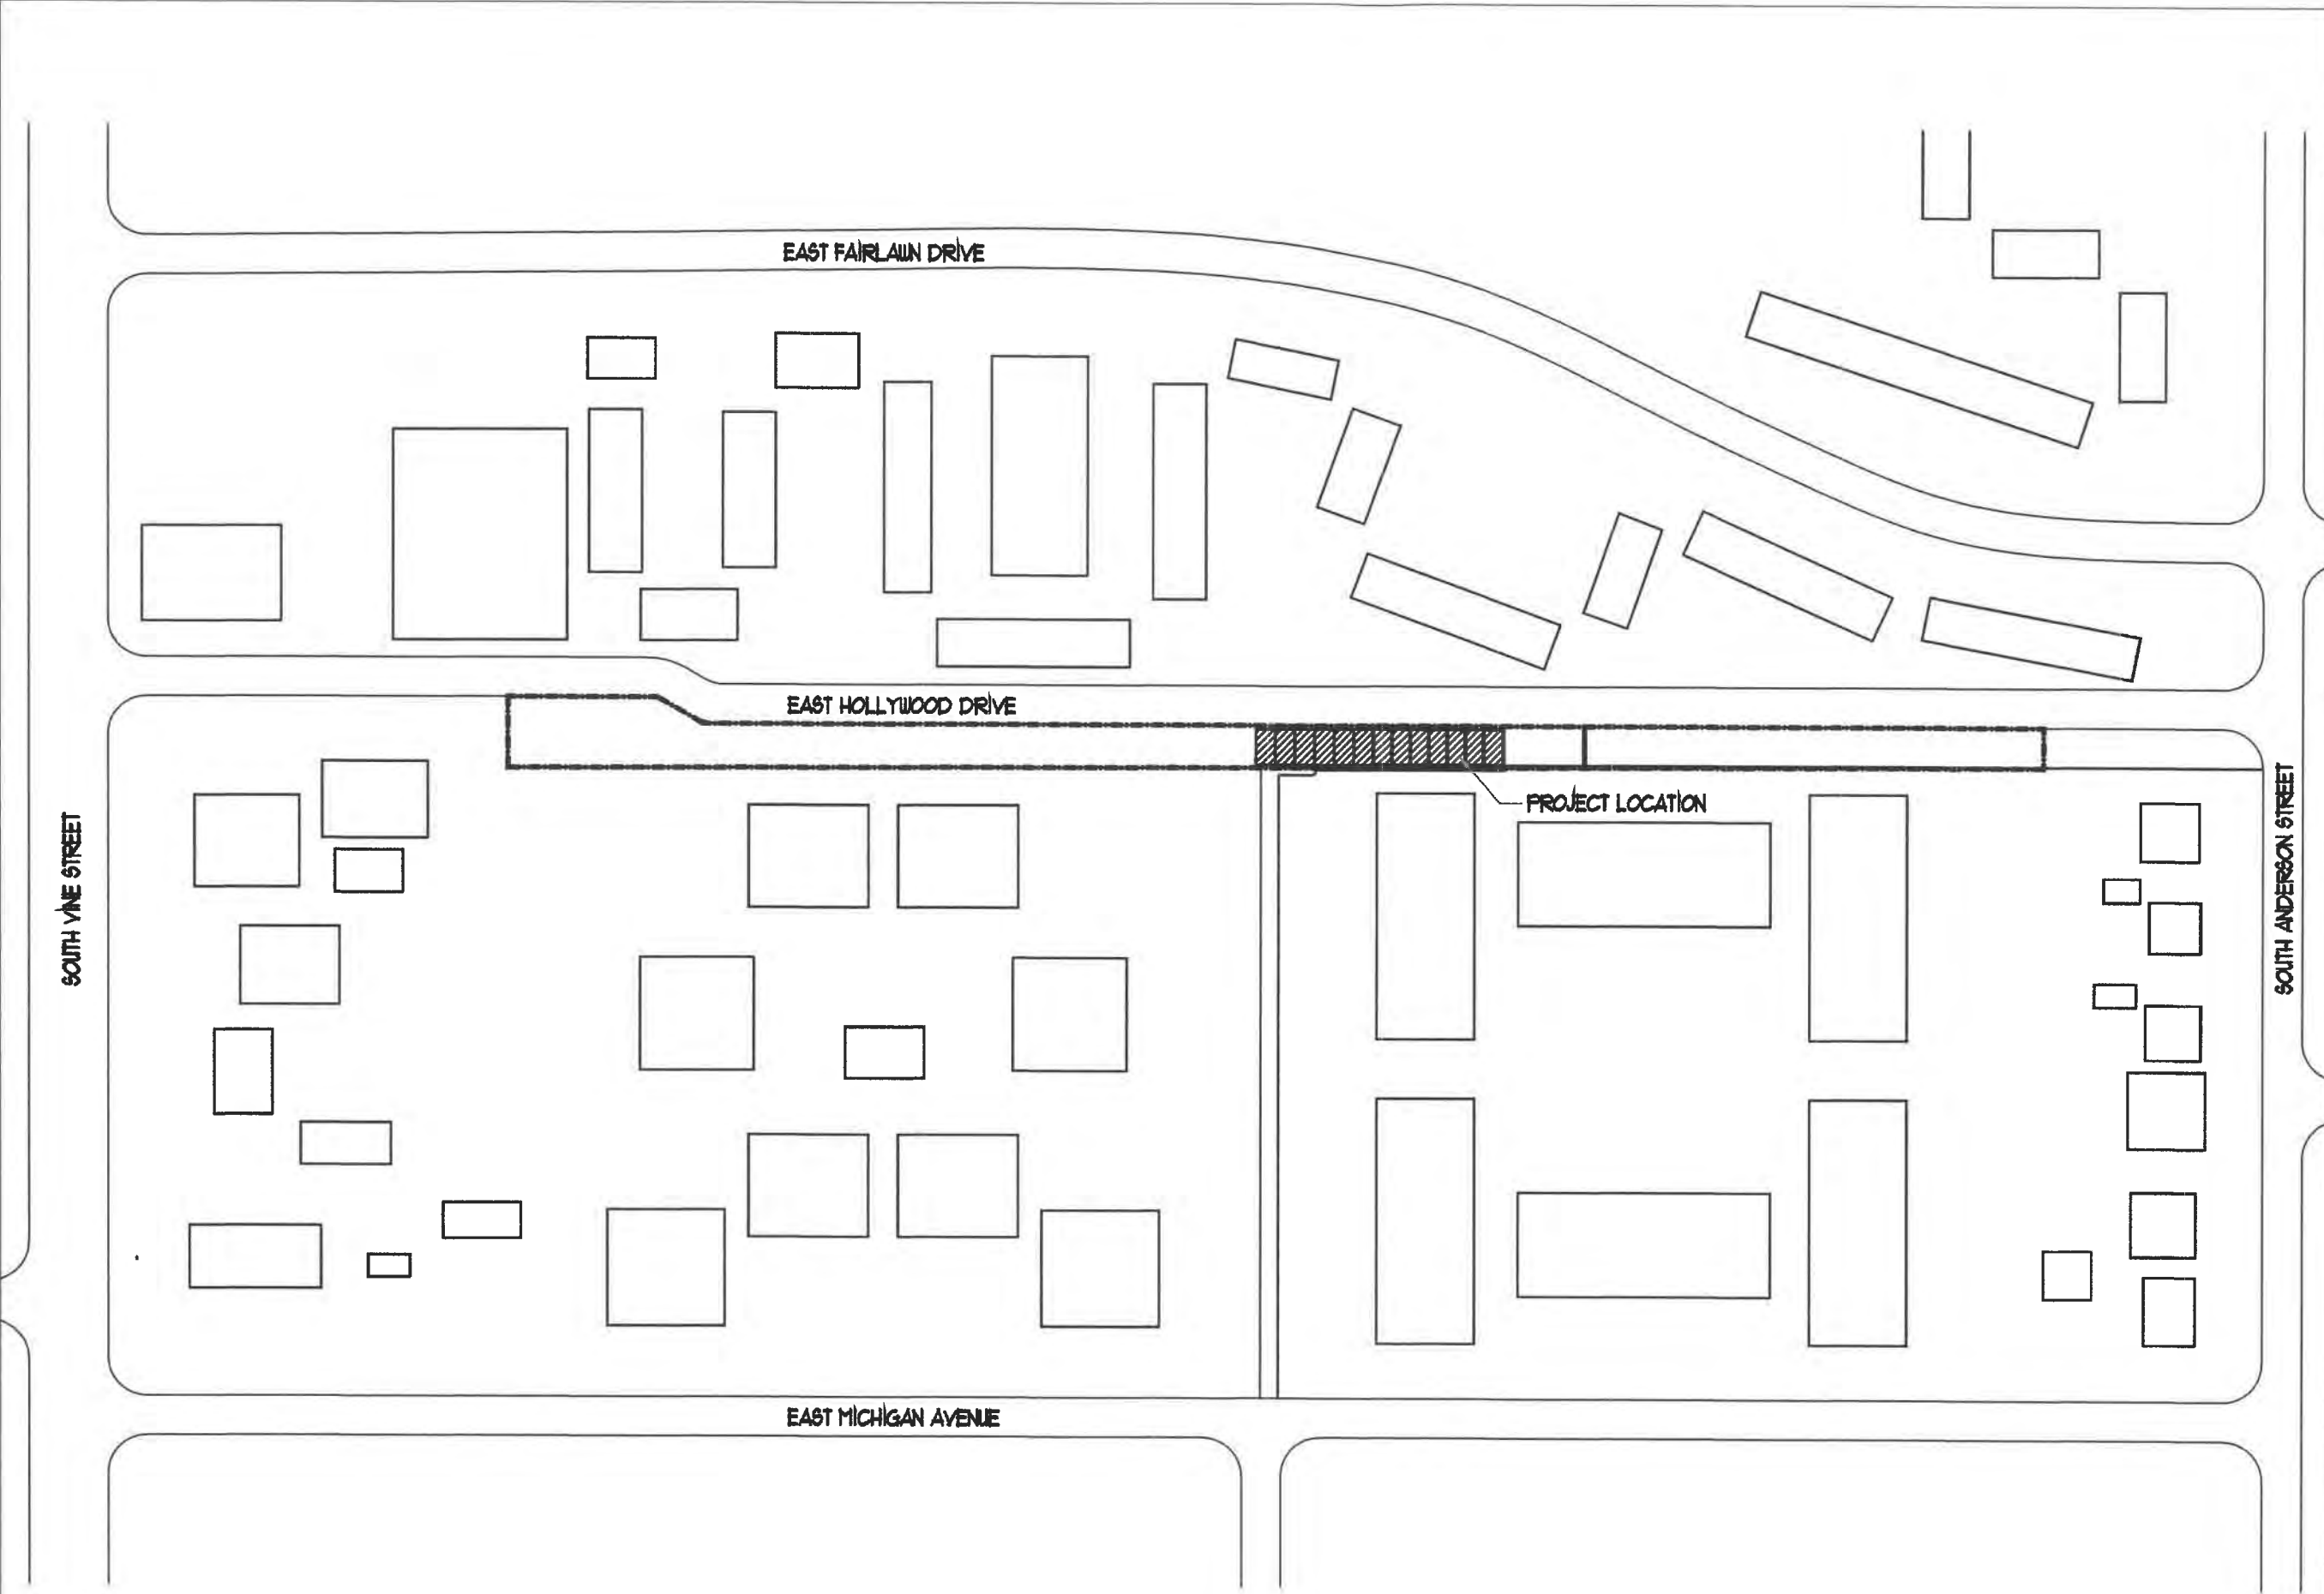 EAST FAIRLAWN DRIVE
EAST HOLLYWOOD DRIVE
PROJECT LOCATION
SOUTH VINE STREET
SOUTH ANDERSON STREET
EAST MICHIGAN AVENUE